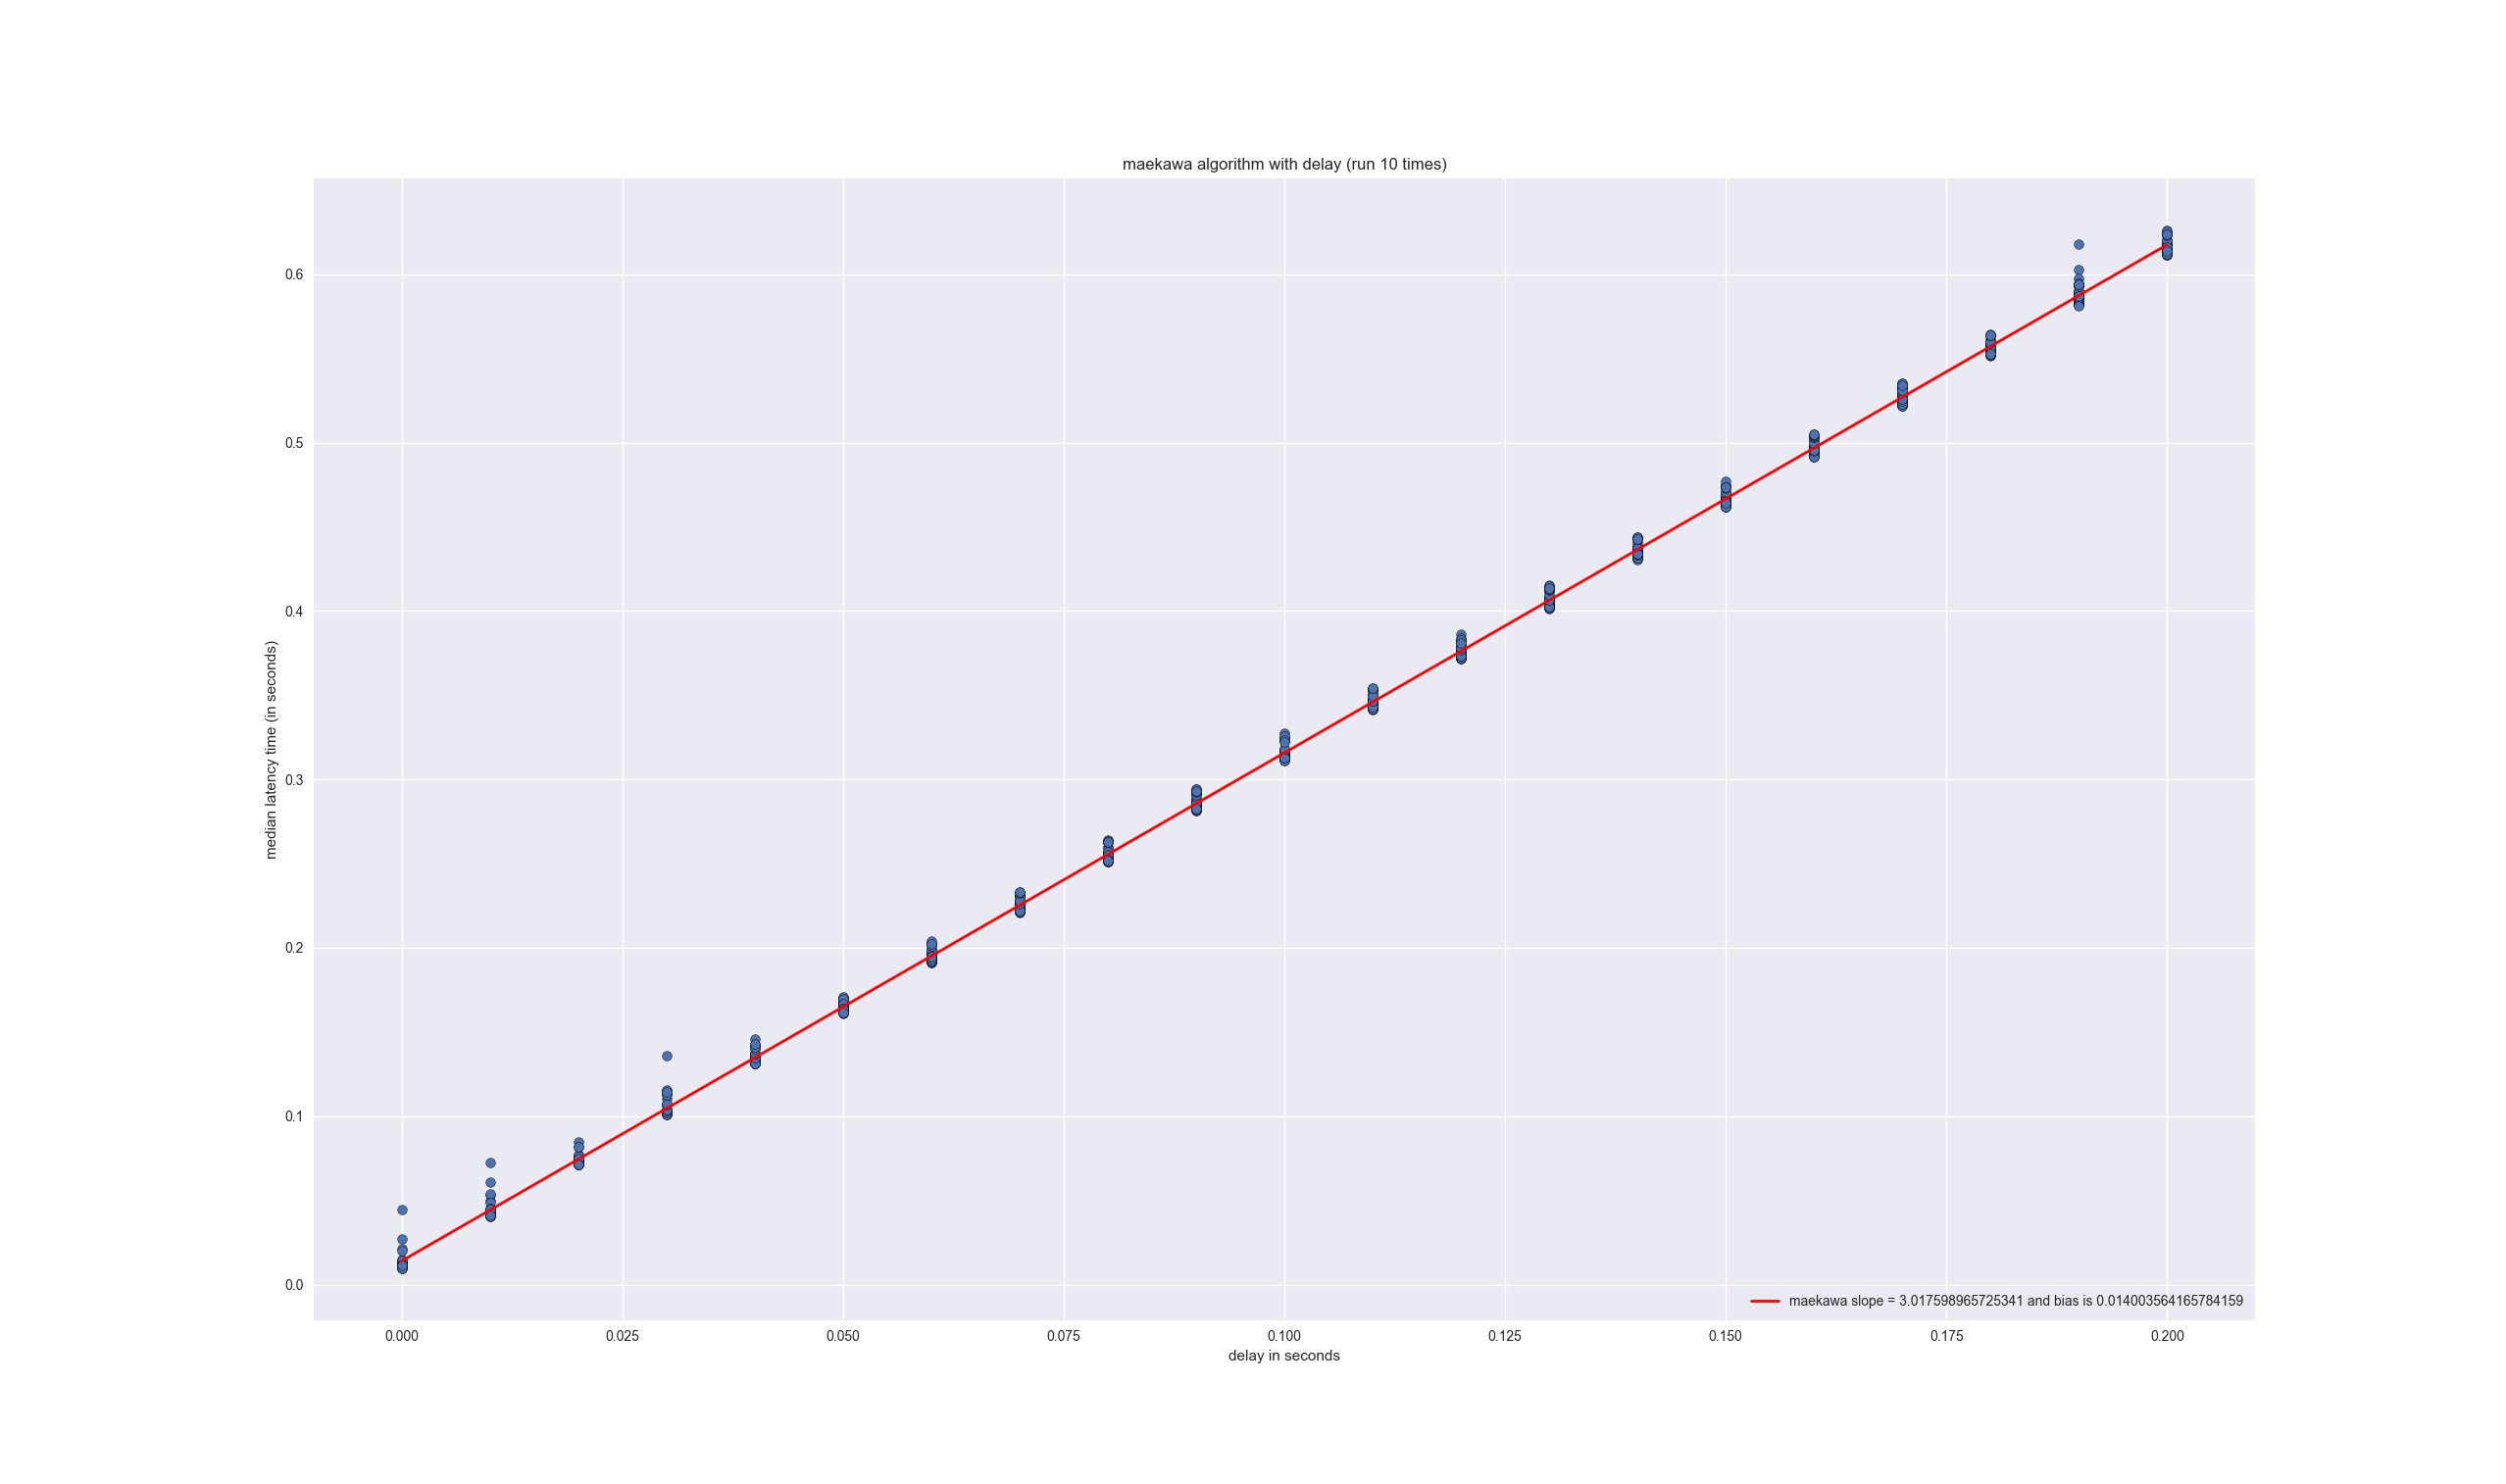 maekawa algorithm with delay (run 10 times)
median latency time (in seconds)
0.6
0.5
0.4
0.3
0.2
0.1
0.0
maekawa slope = 3.017598965725341 and bias is 0.014003564165784159
0.000 0.025 0.050 0.075 0.100 0.125 0.150 0.175 0.200
delay in seconds